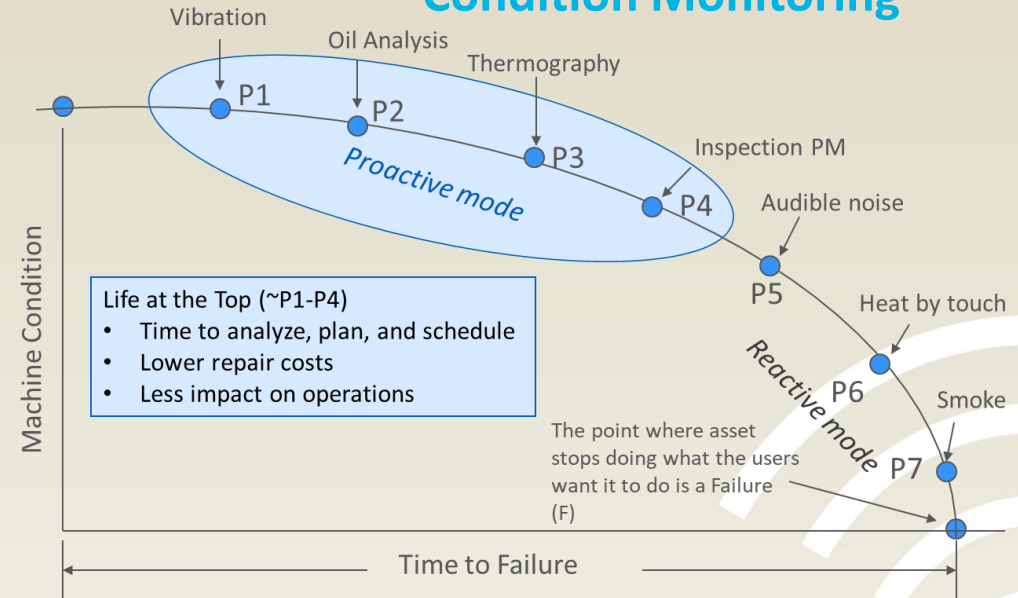 Condition Monitoring
Vibration
Oil Analysis
Thermography
P1
P2
P3
Inspection PM
P4
Proactive mode
Audible noise
P5
Heat by touch
P6
Reactive mode
Smoke
P7
Machine Condition
Life at the Top (~P1-P4)
• Time to analyze, plan, and schedule
• Lower repair costs
• Less impact on operations
The point where asset
stops doing what the users
want it to do is a Failure
(F)
Time to Failure